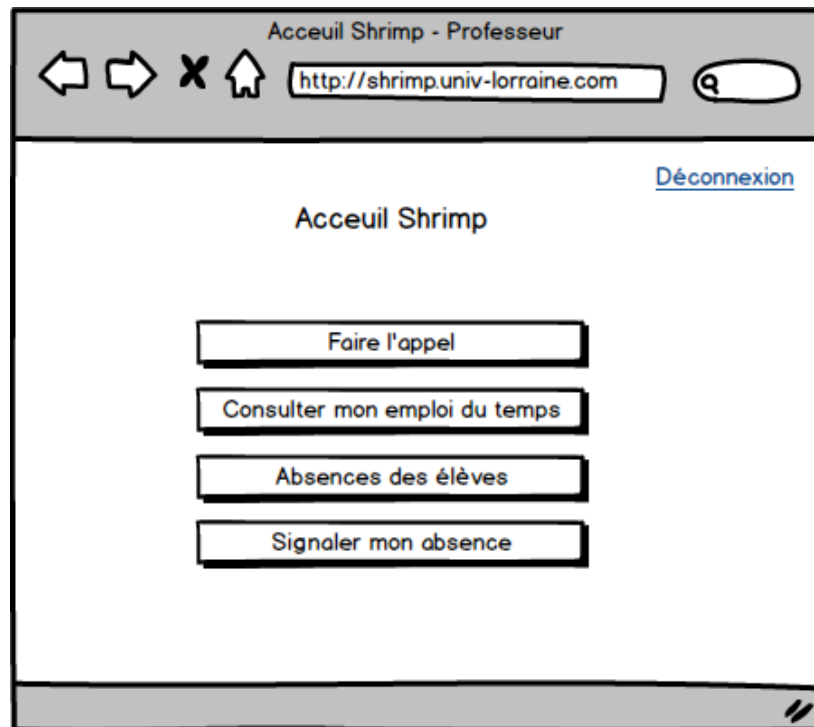 Acceuil Shrimp - Professeur
http://shrimp.univ-lorraine.com
Déconnexion
Acceuil Shrimp
Faire l'appel
Consulter mon emploi du temps
Absences des élèves
Signaler mon absence